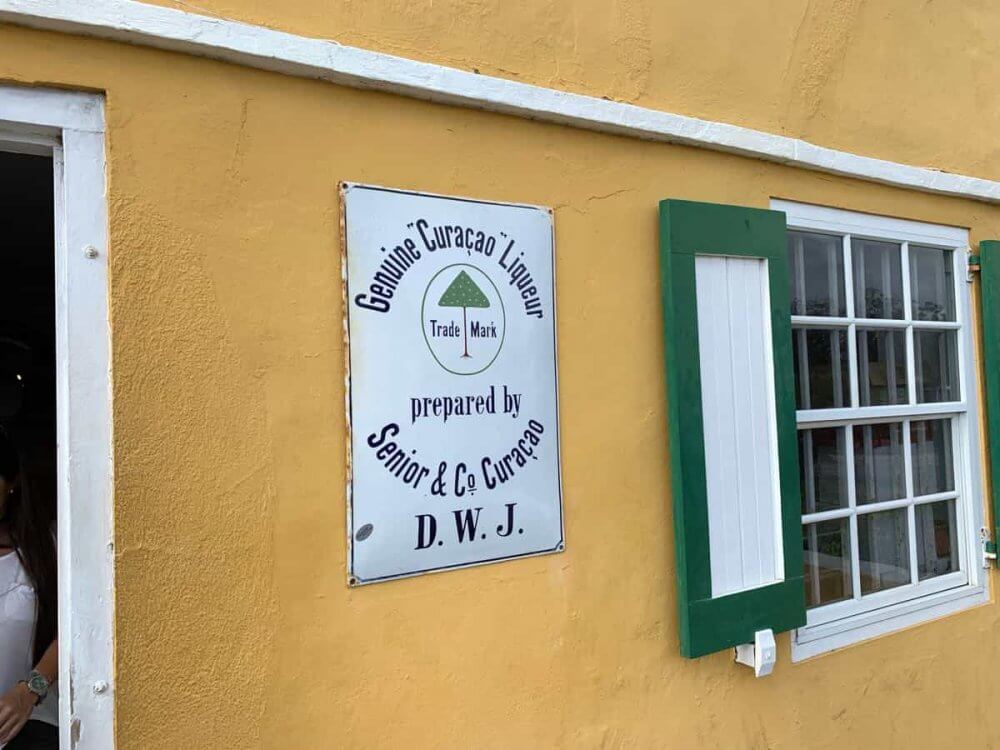 Genuine "Curaçao" Liqueur
Trade Mark
prepared by
Senior & Co Curaçao
D. W. J.